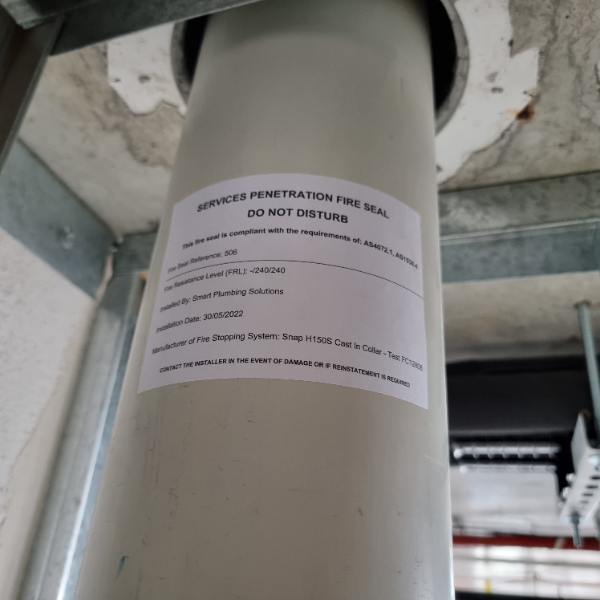 SERVICES PENETRATION FIRE SEAL
DO NOT DISTURB
This fire seal is compliant with the requirements of: AS4072.1, AS1530.4
Fire Seal Reference: 506
Fire Resistance Level (FRL): -/240/240
Installed By: Smart Plumbing Solutions
Installation Date: 30/05/2022
Manufacturer of Fire Stopping System: Snap H150S Cast In Collar - Test
CONTACT THE INSTALLER IN THE EVENT OF DAMAGE OR IF REINSTATEMENT IS REQUIRED